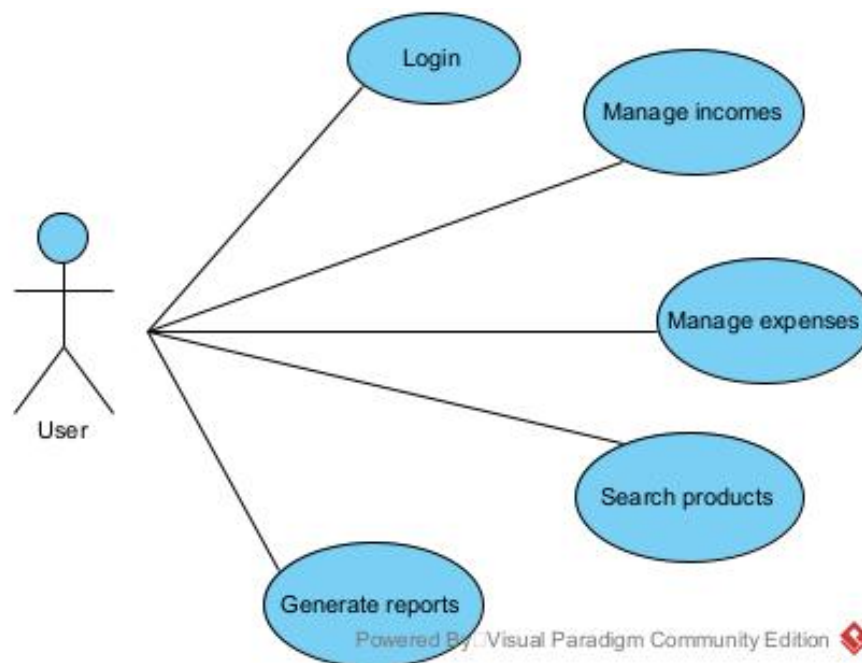 Login
Manage incomes
Manage expenses
User
Search products
Generate reports
Powered By Visual Paradigm Community Edition